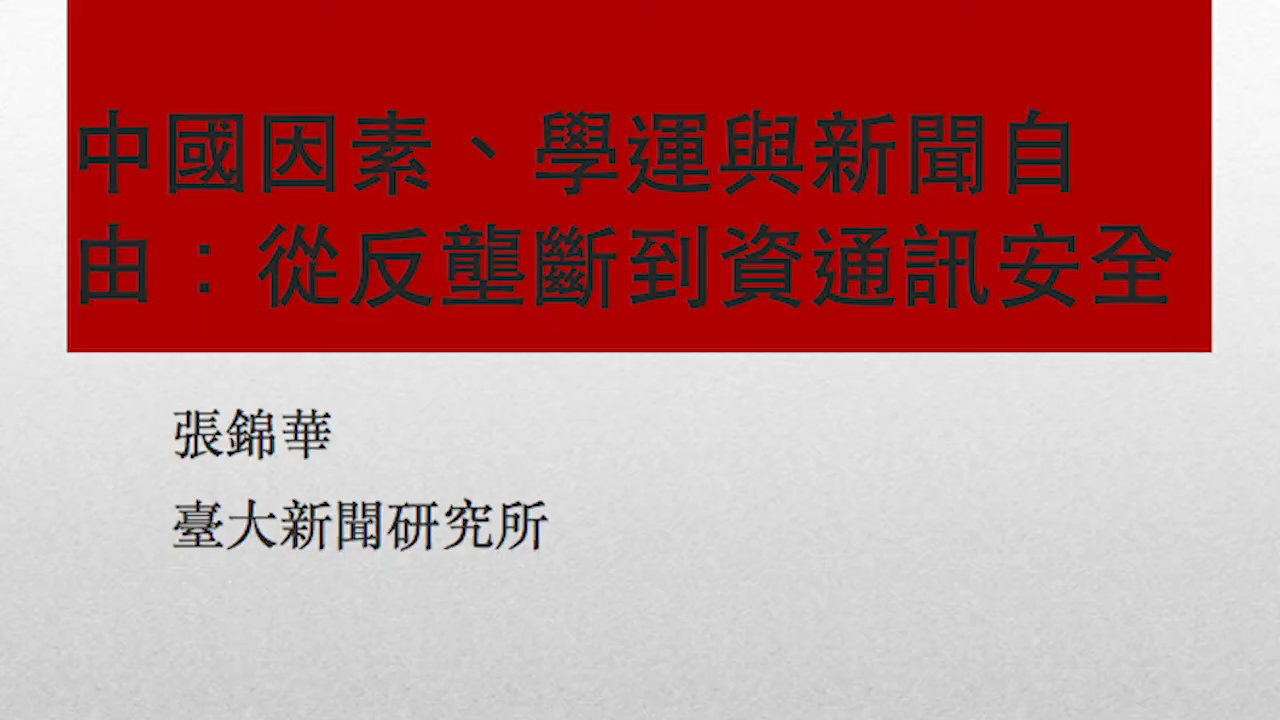 中國因素、學運與新聞自
由：從反壟斷到資通訊安全
張錦華
臺大新聞研究所